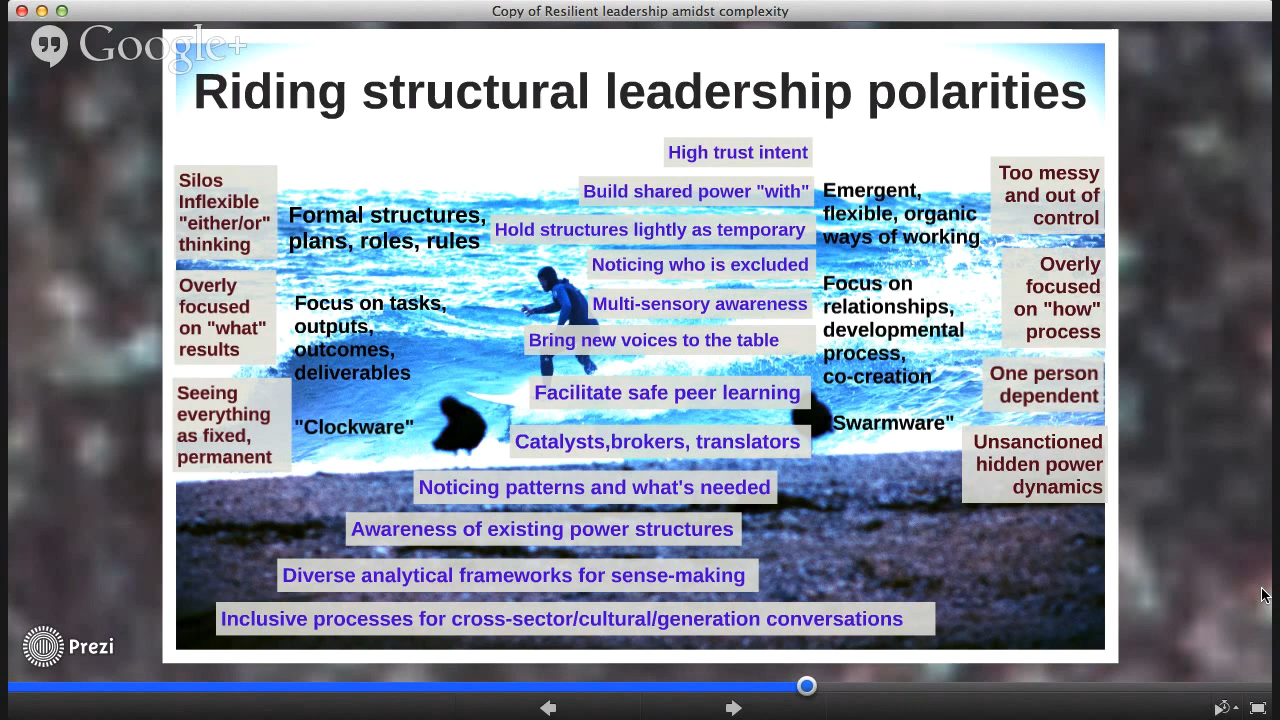 Copy of Resilient leadership amidst complexity
Google+
Riding structural leadership polarities
Silos
Inflexible
"either/or"
thinking
Overly
focused
on "what"
results
Seeing
everything
as fixed,
permanent
Formal structures,
plans, roles, rules
Focus on tasks,
outputs,
outcomes,
deliverables
"Clockware"
High trust intent
Build shared power "with"
Hold structures lightly as temporary
Noticing who is excluded
Multi-sensory awareness
Bring new voices to the table
Facilitate safe peer learning
Catalysts,brokers, translators
Noticing patterns and what's needed
Awareness of existing power structures
Diverse analytical frameworks for sense-making
Inclusive processes for cross-sector/cultural/generation conversations
Emergent,
flexible, organic
ways of working
Focus on
relationships,
developmental
process,
co-creation
"Swarmware"
Too messy
and out of
control
Overly
focused
on "how"
process
One person
dependent
Unsanctioned
hidden power
dynamics
Prezi